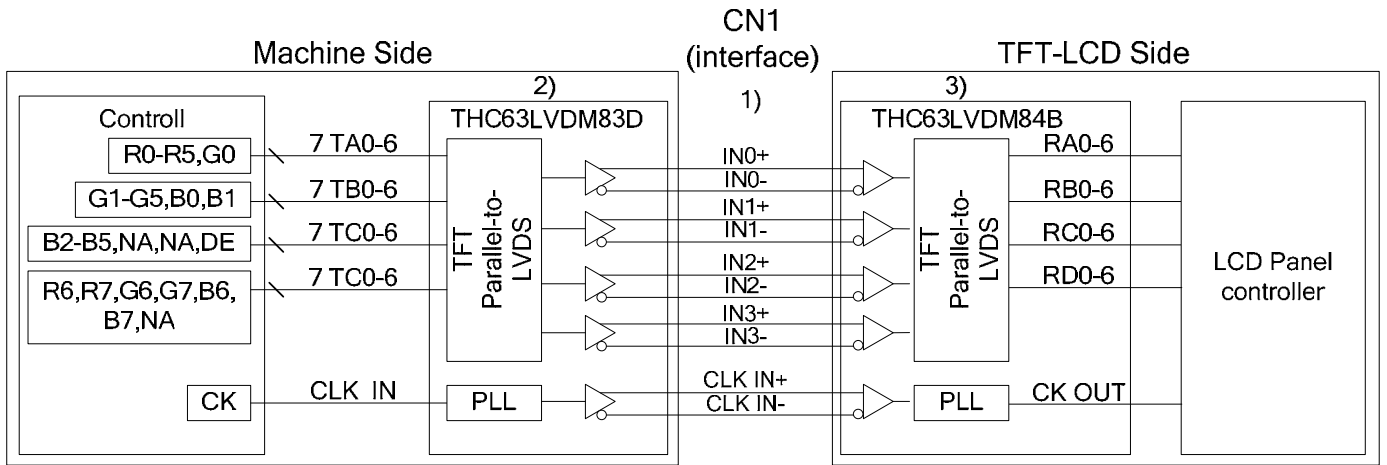 CN1
(interface)
Machine Side
TFT-LCD Side
1)
2)
3)
Controll
THC63LVDM83D
THC63LVDM84B
R0-R5,G0
7 TA0-6
IN0+
IN0-
RA0-6
G1-G5,B0,B1
7 TB0-6
IN1+
IN1-
RB0-6
B2-B5,NA,NA,DE
7 TC0-6
IN2+
IN2-
RC0-6
R6,R7,G6,G7,B6,
B7,NA
7 TC0-6
IN3+
IN3-
RD0-6
TFT
Parallel-to-
LVDS
TFT
Parallel-to-
LVDS
LCD Panel
controller
CK
CLK IN
PLL
CLK IN+
CLK IN-
PLL
CK OUT